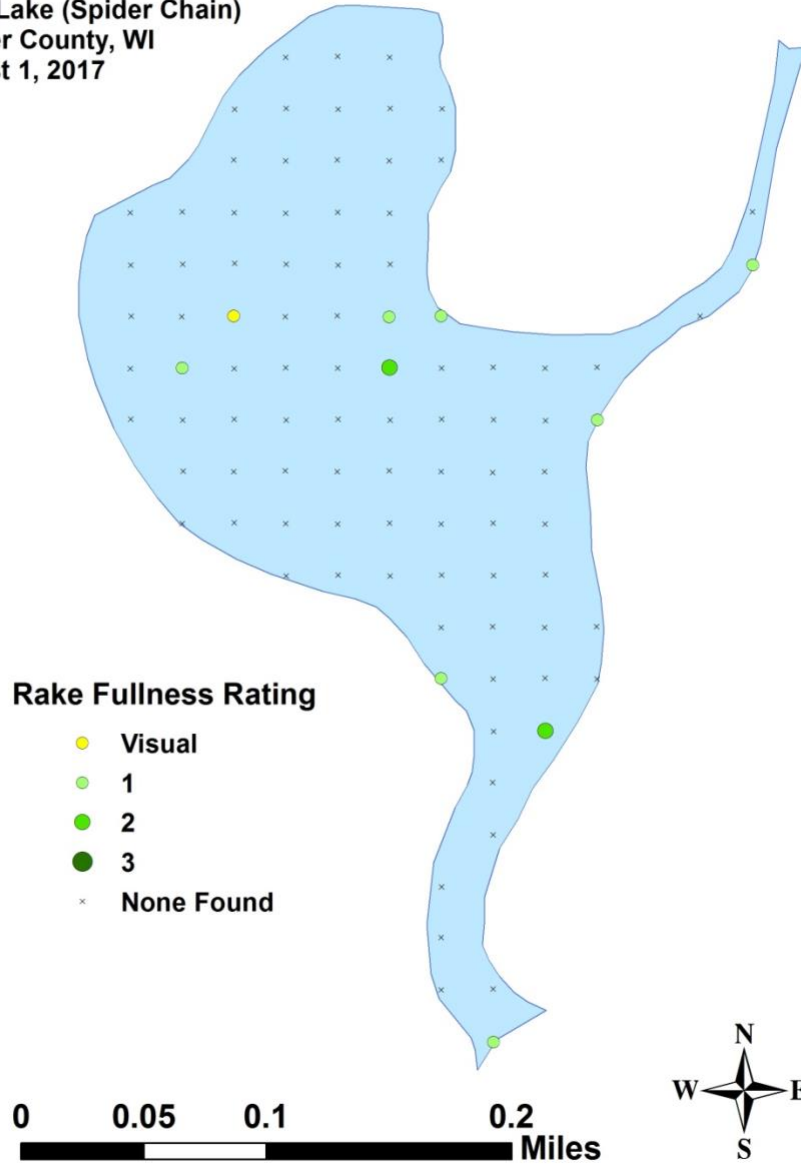 Lake (Spider Chain)
County, WI
1, 2017
Rake Fullness Rating
Visual
1
2
3
None Found
N
W E
S
0 0.05 0.1 0.2
Miles